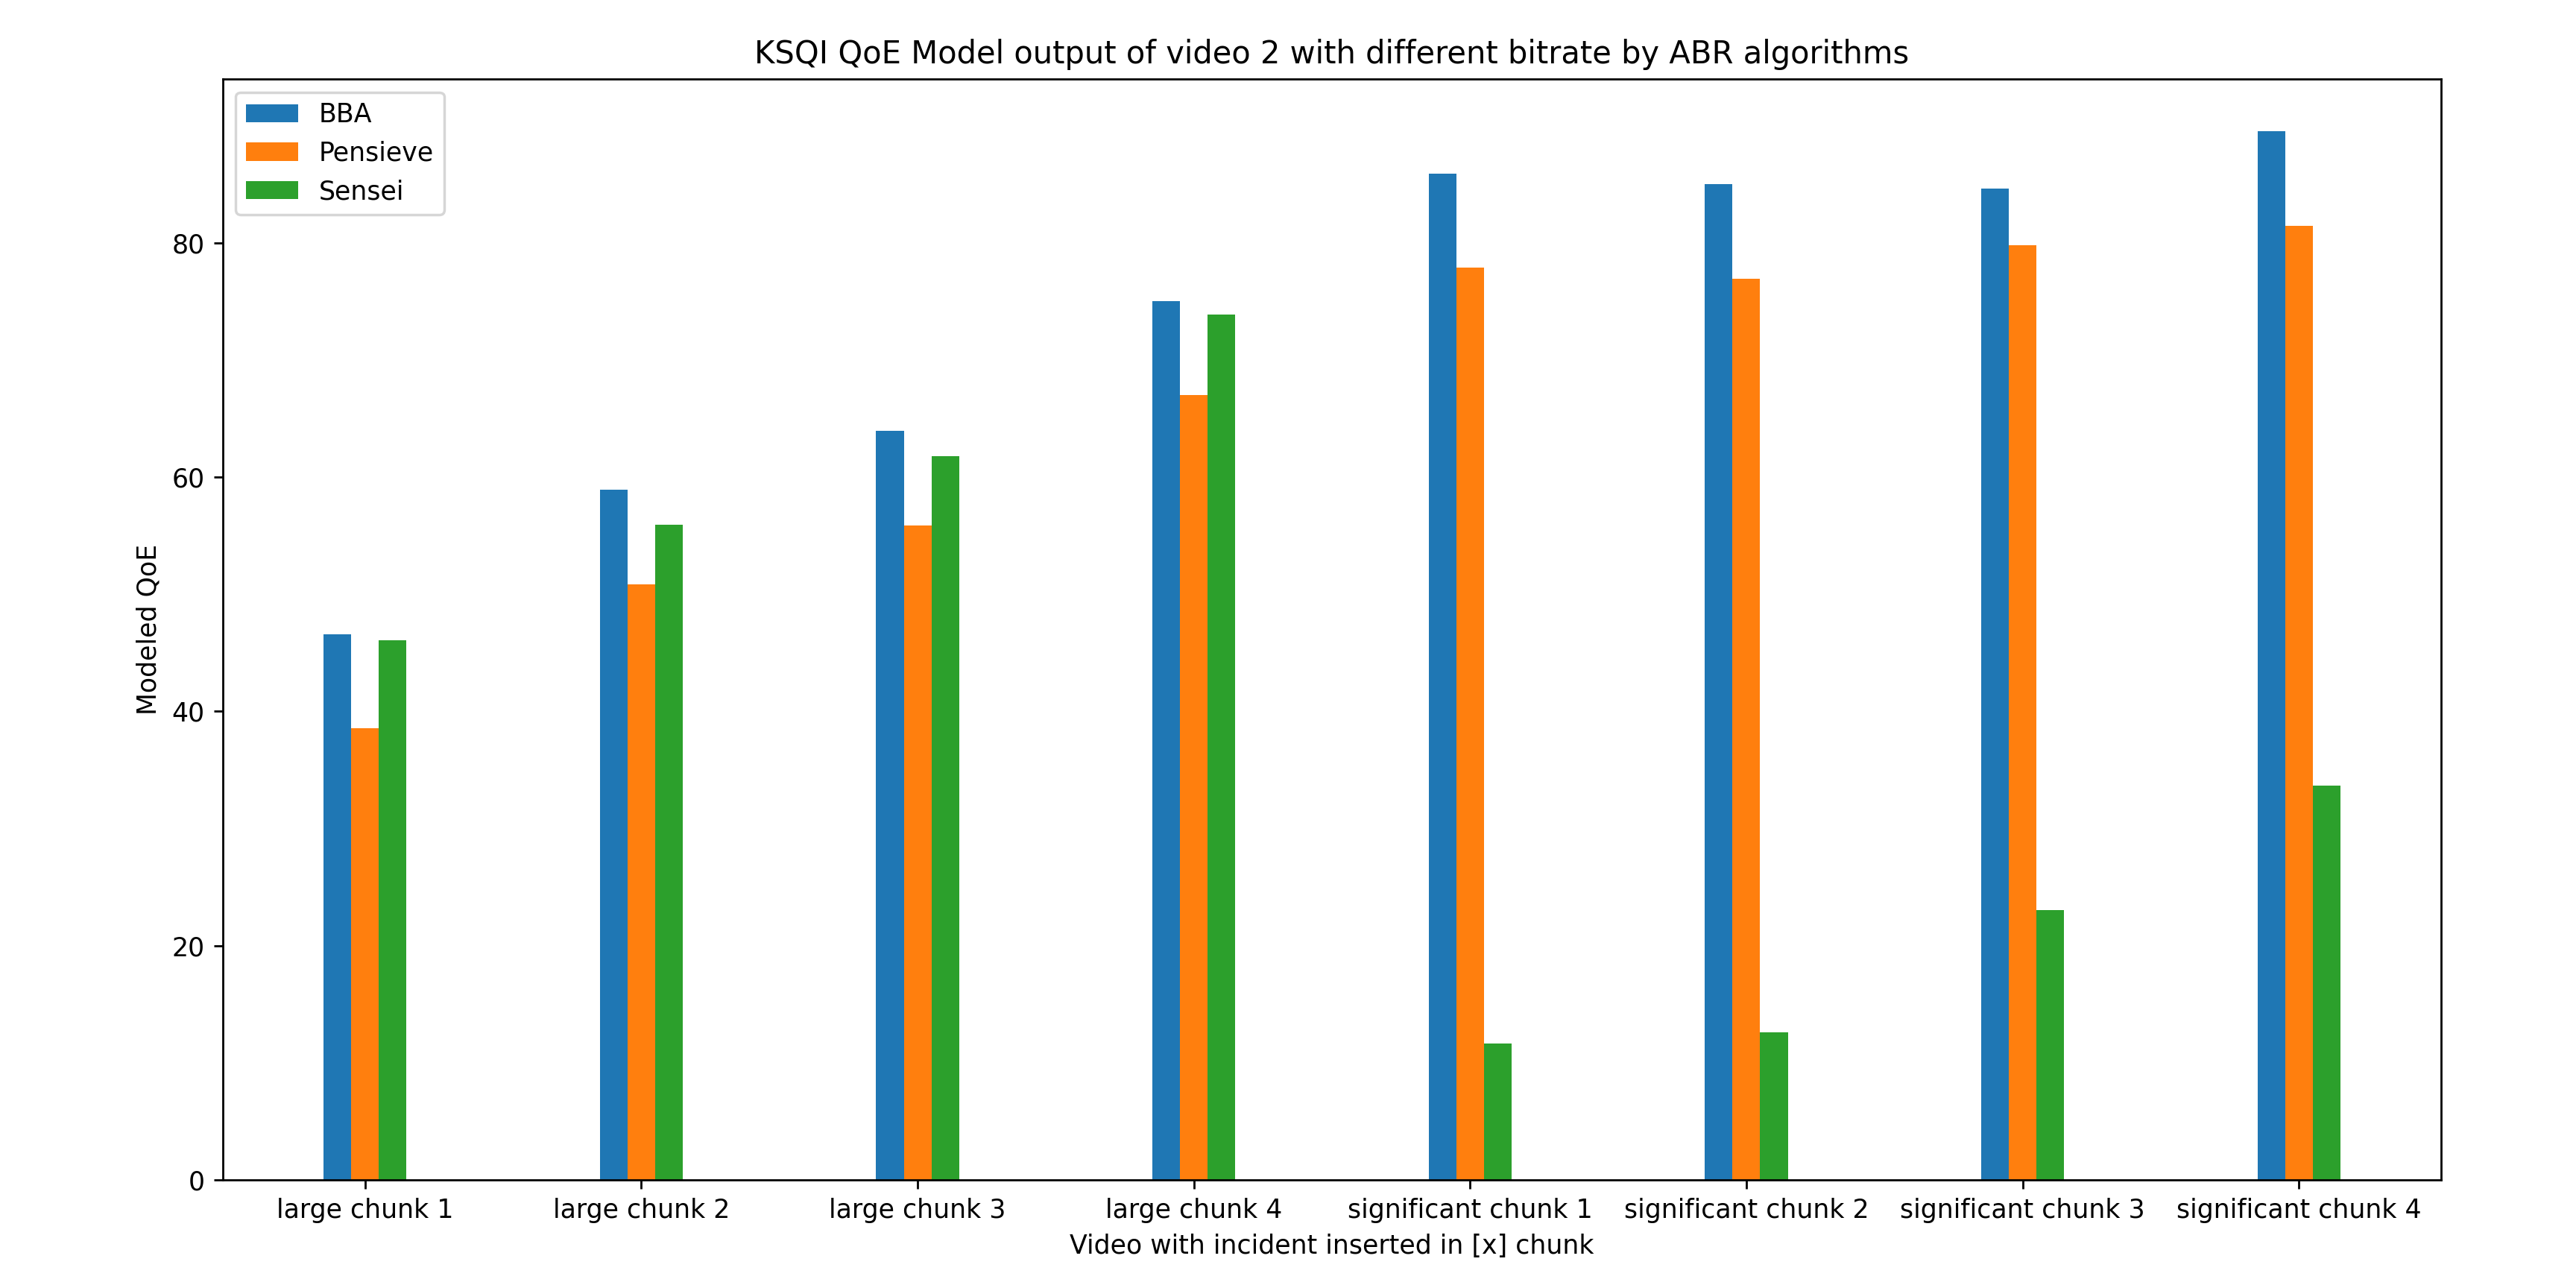 KSQI QoE Model output of video 2 with different bitrate by ABR algorithms
BBA
Pensieve
Sensei
80
60
40
20
0
Modeled QoE
large chunk 1
large chunk 2
large chunk 3
large chunk 4
significant chunk 1
significant chunk 2
significant chunk 3
significant chunk 4
Video with incident inserted in [x] chunk